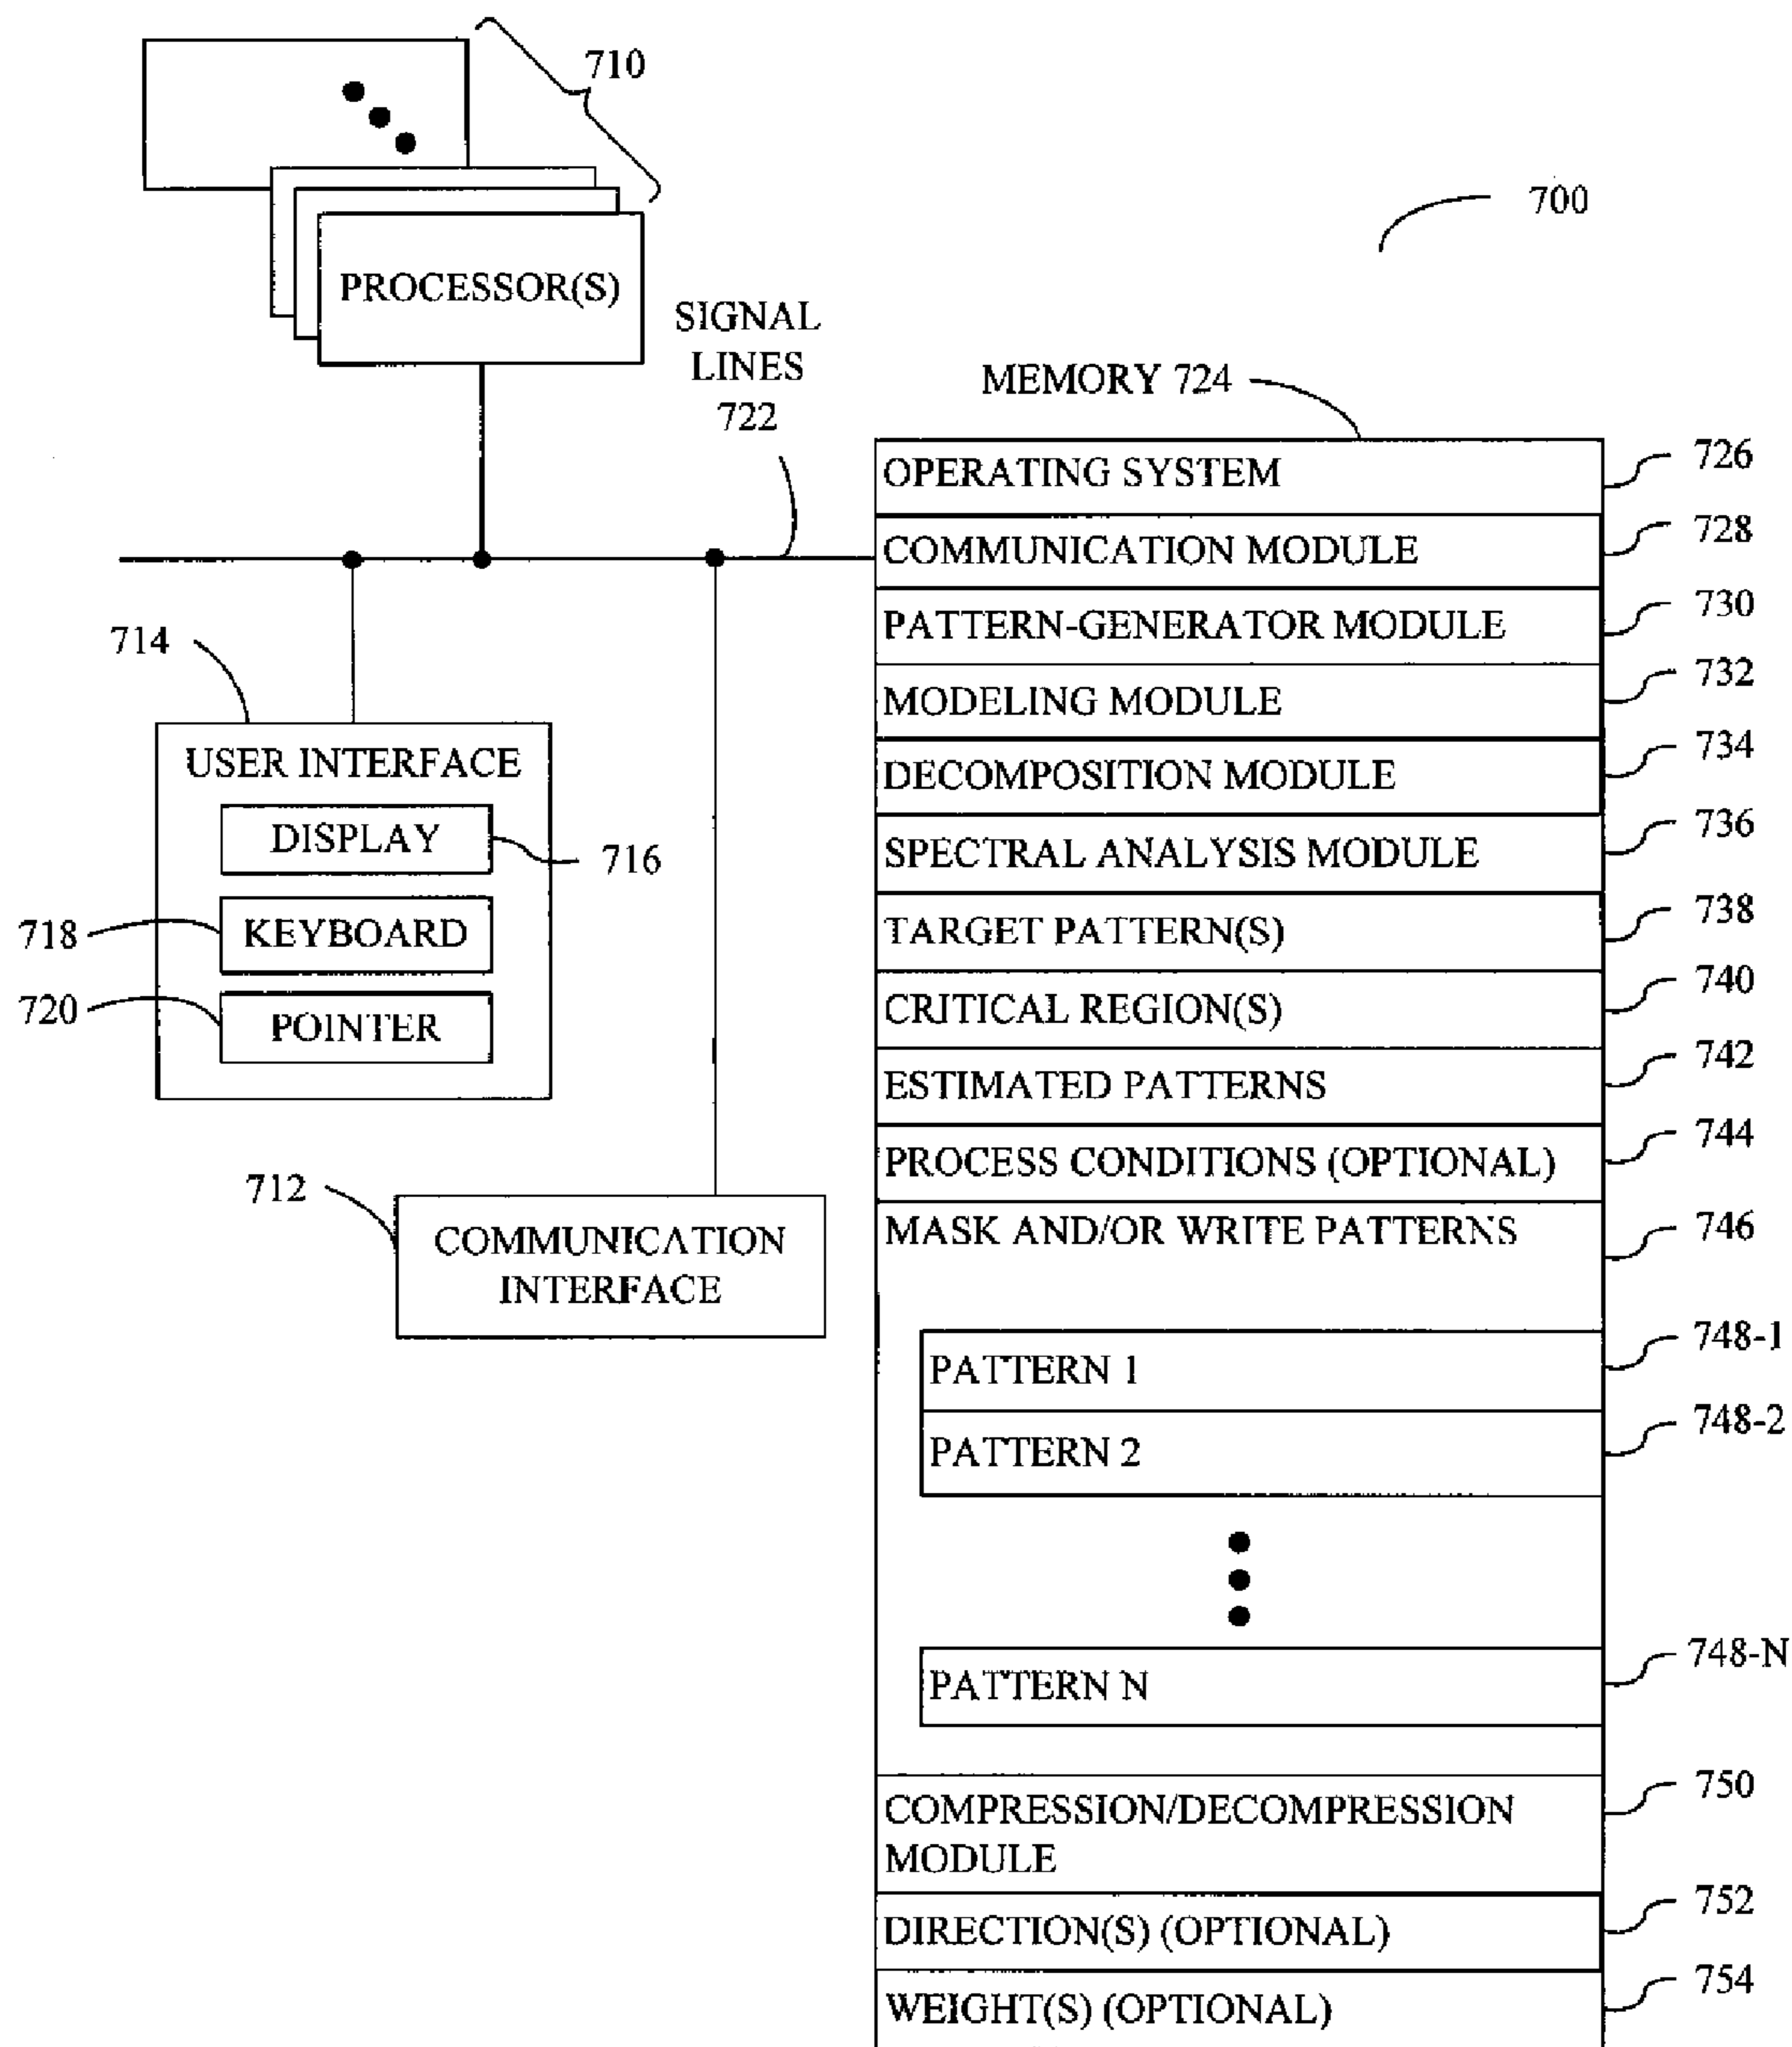 710
700
PROCESSOR(S)
SIGNAL
LINES
722
MEMORY 724
OPERATING SYSTEM
726
COMMUNICATION MODULE
728
PATTERN-GENERATOR MODULE
730
MODELING MODULE
732
DECOMPOSITION MODULE
734
SPECTRAL ANALYSIS MODULE
736
TARGET PATTERN(S)
738
CRITICAL REGION(S)
740
ESTIMATED PATTERNS
742
PROCESS CONDITIONS (OPTIONAL)
744
MASK AND/OR WRITE PATTERNS
746
PATTERN 1
748-1
PATTERN 2
748-2
PATTERN N
748-N
COMPRESSION/DECOMPRESSION
MODULE
750
DIRECTION(S) (OPTIONAL)
752
WEIGHT(S) (OPTIONAL)
754
714
USER INTERFACE
DISPLAY
716
718
KEYBOARD
720
POINTER
712
COMMUNICATION
INTERFACE